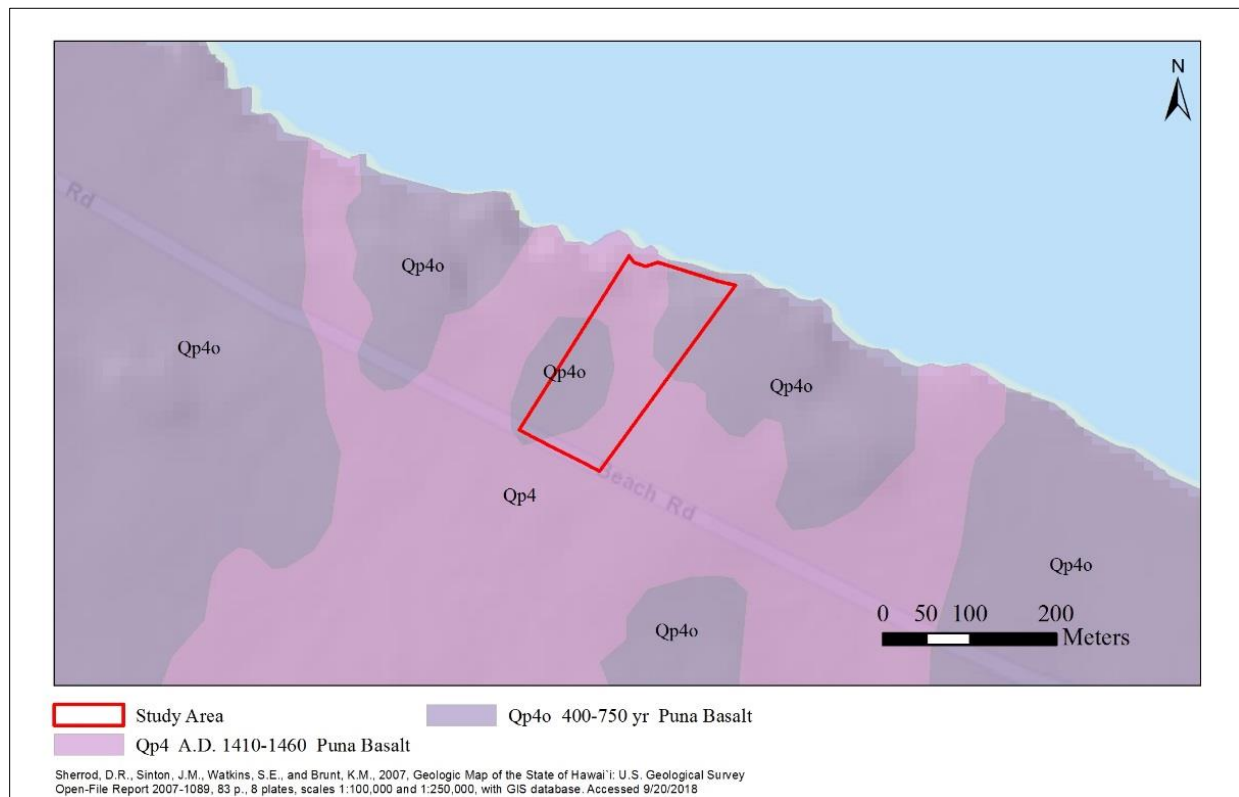 N
Rd
Qp4o
Qp4o
Qp4o
Qp4o
Qp4
Beach Rd
Qp4o
Qp4o
0 50 100 200
Meters
Study Area
Qp4o 400-750 yr Puna Basalt
Qp4 A.D. 1410-1460 Puna Basalt
Sherrod, D.R., Sinton, J.M., Watkins, S.E., and Brunt, K.M., 2007, Geologic Map of the State of Hawai`i: U.S. Geological Survey
Open-File Report 2007-1089, 83 p., 8 plates, scales 1:100,000 and 1:250,000, with GIS database. Accessed 9/20/2018